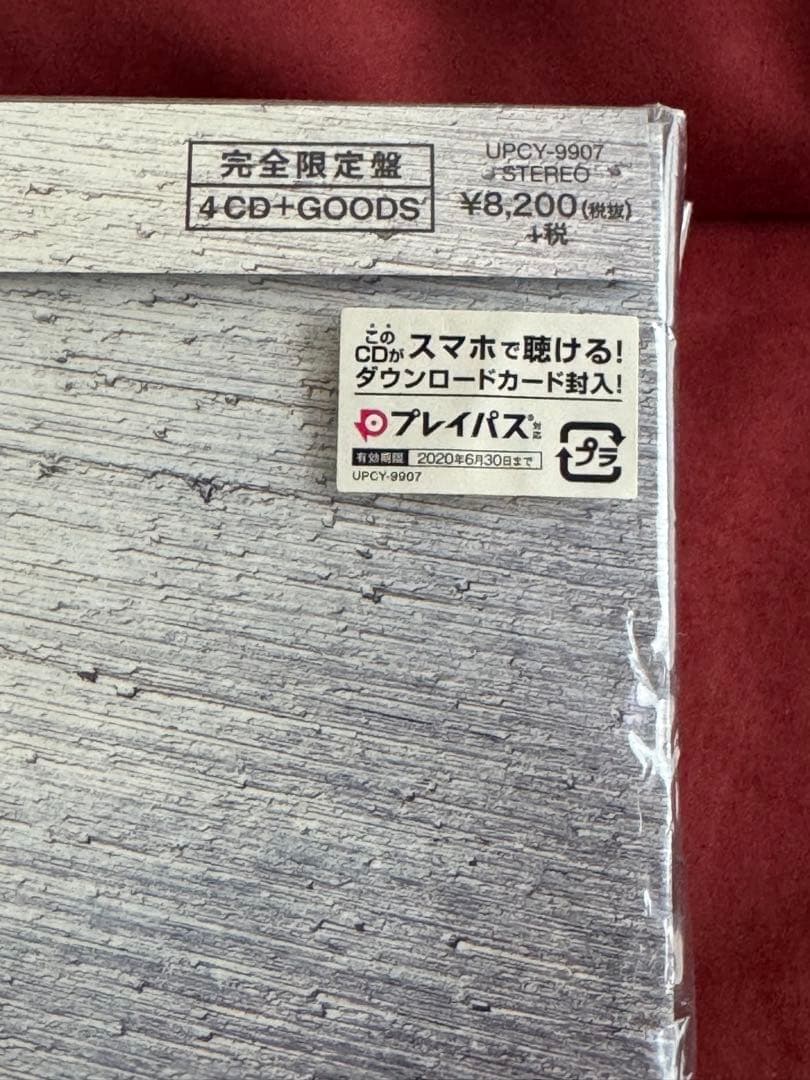 完全限定盤
4CD+GOODS
UPCY-9907
STEREO
¥8,200(税抜)
+税
このCDが スマホで聴ける!
ダウンロードカード封入!
プレイパス®対応
有効期限 2020年6月30日まで
UPCY-9907
プラ